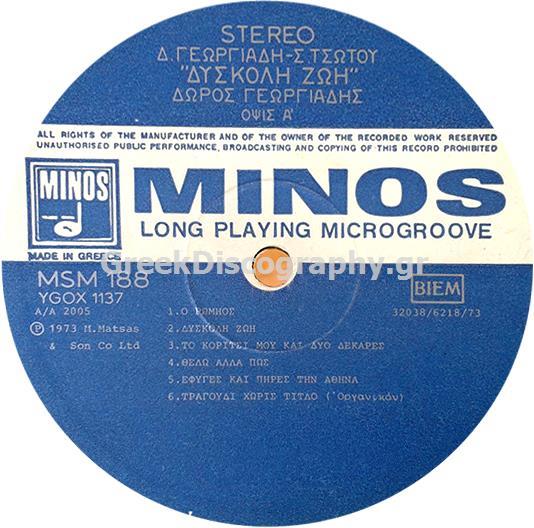 STEREO
Δ.ΓΕΩΡΓΙΑΔΗ-Σ.ΤΣΩΤΟΥ
"ΔΥΣΚΟΛΗ ΖΩΗ"
ΔΩΡΟΣ ΓΕΩΡΓΙΑΔΗΣ
ΟΨΙΣ Α'
ALL RIGHTS OF THE MANUFACTURER AND OF THE OWNER OF THE RECORDED WORK RESERVED
UNAUTHORISED PUBLIC PERFORMANCE, BROADCASTING AND COPYING OF THIS RECORD PROHIBITED
MINOS
MINOS
LONG PLAYING MICROGROOVE
MADE IN GREECE
GreekDiscography.gr
MSM 188
YGOX 1137
BIEM
A/A 2005
32038/6218/73
℗ 1973 M.Matsas
& Son Co Ltd
1.Ο ΡΩΜΗΟΣ
2.ΔΥΣΚΟΛΗ ΖΩΗ
3.ΤΟ ΚΟΡΙΤΣΙ ΜΟΥ ΚΑΙ ΔΥΟ ΔΕΚΑΡΕΣ
4.ΘΕΛΩ ΑΛΛΑ ΠΩΣ
5.ΕΦΥΓΕΣ ΚΑΙ ΠΗΡΕΣ ΤΗΝ ΑΘΗΝΑ
6.ΤΡΑΓΟΥΔΙ ΧΩΡΙΣ ΤΙΤΛΟ ('Οργανικόν)